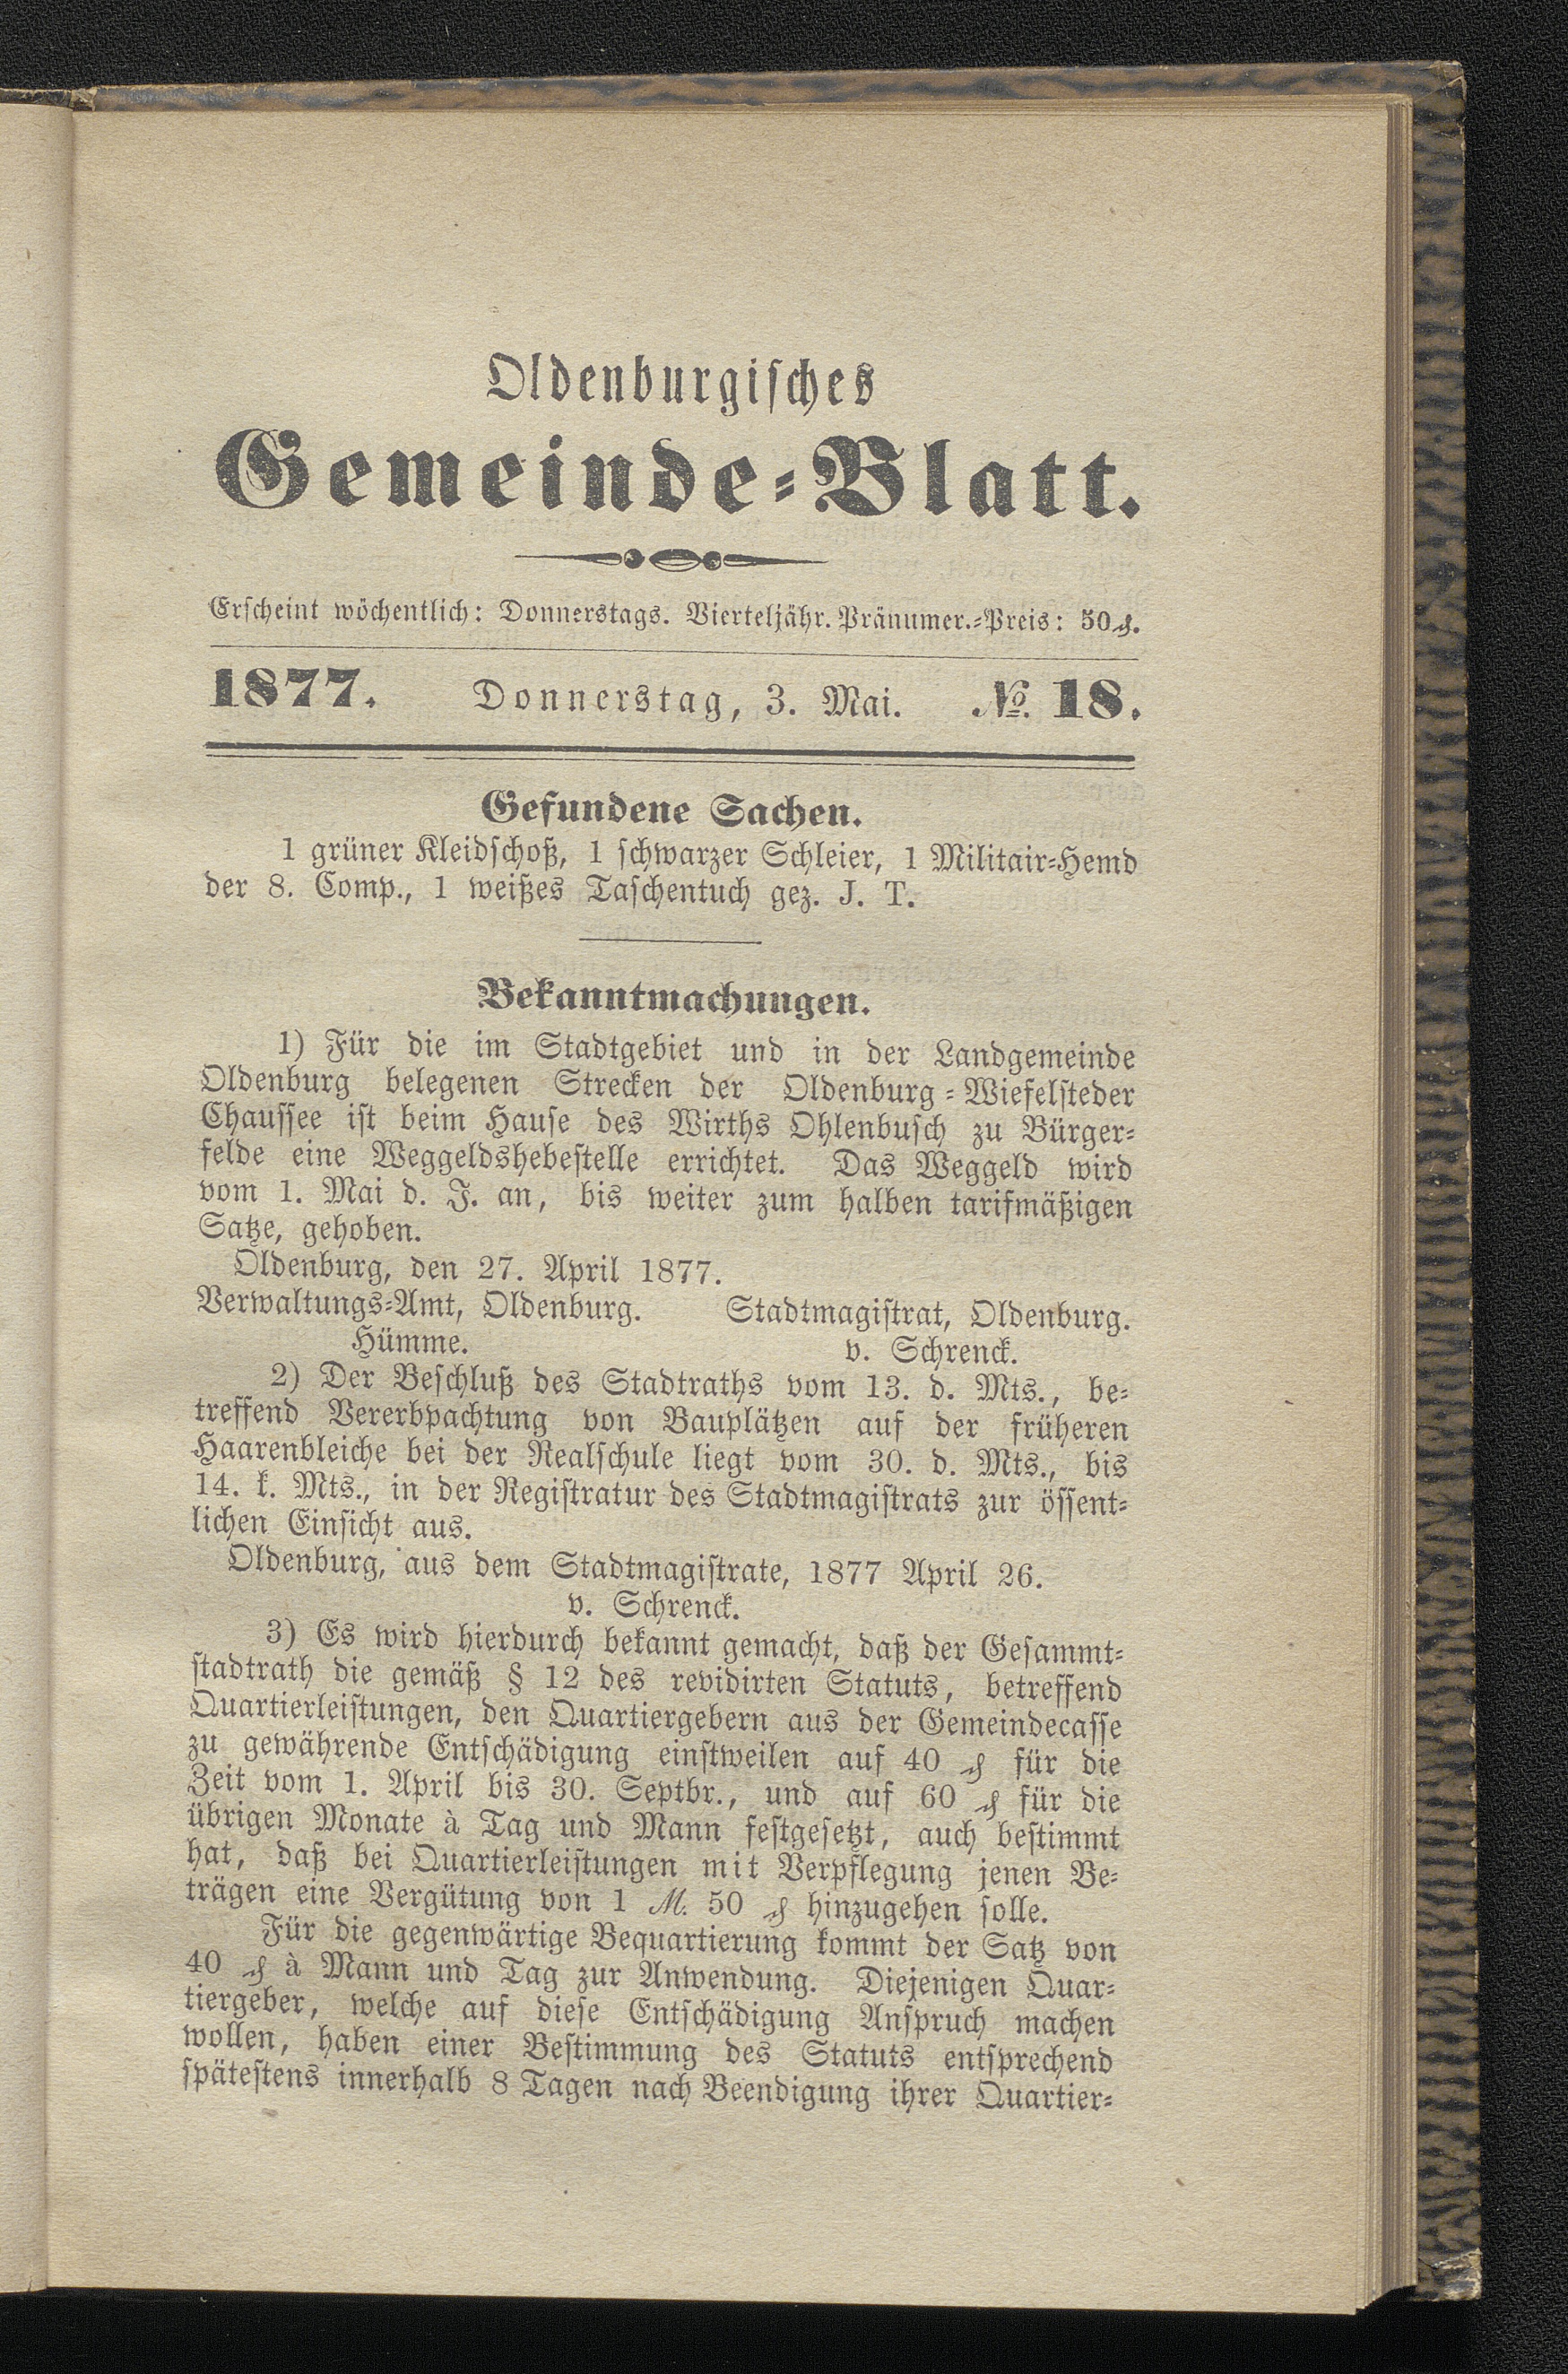 Oldenburgisches
Gemeinde-Blatt.
Erscheint wöchentlich: Donnerstags. Vierteljähr. Pränumer.-Preis: 50 ₰.
1877. Donnerstag, 3. Mai. №. 18.
Gefundene Sachen.
1 grüner Kleidschoß, 1 schwarzer Schleier, 1 Militair-Hemd
der 8. Comp., 1 weißes Taschentuch gez. J. T.
Bekanntmachungen.
1) Für die im Stadtgebiet und in der Landgemeinde
Oldenburg belegenen Strecken der Oldenburg-Wiefelsteder
Chaussee ist beim Hause des Wirths Ohlenbusch zu Bürger-
felde eine Weggeldshebestelle errichtet. Das Weggeld wird
vom 1. Mai d. J. an, bis weiter zum halben tarifmäßigen
Satze, gehoben.
Oldenburg, den 27. April 1877.
Verwaltungs-Amt, Oldenburg. Stadtmagistrat, Oldenburg.
Hümme. v. Schrenck.
2) Der Beschluß des Stadtraths vom 13. d. Mts., be-
treffend Vererbpachtung von Bauplätzen auf der früheren
Haarenbleiche bei der Realschule liegt vom 30. d. Mts., bis
14. k. Mts., in der Registratur des Stadtmagistrats zur össent-
lichen Einsicht aus.
Oldenburg, aus dem Stadtmagistrate, 1877 April 26.
v. Schrenck.
3) Es wird hierdurch bekannt gemacht, daß der Gesammt-
stadtrath die gemäß § 12 des revidirten Statuts, betreffend
Quartierleistungen, den Quartiergebern aus der Gemeindecasse
zu gewährende Entschädigung einstweilen auf 40 ₰ für die
Zeit vom 1. April bis 30. Septbr., und auf 60 ₰ für die
übrigen Monate à Tag und Mann festgesetzt, auch bestimmt
hat, daß bei Quartierleistungen mit Verpflegung jenen Be-
trägen eine Vergütung von 1 M. 50 ₰ hinzugehen solle.
Für die gegenwärtige Bequartierung kommt der Satz von
40 ₰ à Mann und Tag zur Anwendung. Diejenigen Quar-
tiergeber, welche auf diese Entschädigung Anspruch machen
wollen, haben einer Bestimmung des Statuts entsprechend
spätestens innerhalb 8 Tagen nach Beendigung ihrer Quartier-